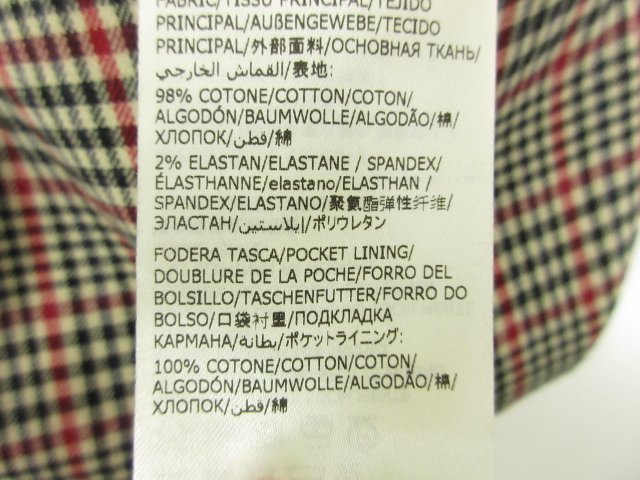 FABRIC/TISSU PRINCIPAL/TEJIDO
PRINCIPAL/AUßENGEWEBE/TECIDO
PRINCIPAL/外部面料/ОСНОВНАЯ ТКАНЬ/
القماش الخارجي/表地:
98% COTONE/COTTON/COTON/
ALGODÓN/BAUMWOLLE/ALGODÃO/棉/
ХЛОПОК/قطن/綿
2% ELASTAN/ELASTANE / SPANDEX/
ÉLASTHANNE/elastano/ELASTHAN /
SPANDEX/ELASTANO/聚氨酯弹性纤维/
ЭЛАСТАН/إيلاستين/ポリウレタン
FODERA TASCA/POCKET LINING/
DOUBLURE DE LA POCHE/FORRO DEL
BOLSILLO/TASCHENFUTTER/FORRO DO
BOLSO/口袋衬里/ПОДКЛАДКА
КАРМАНА/بطانة/ポケットライニング:
100% COTONE/COTTON/COTON/
ALGODÓN/BAUMWOLLE/ALGODÃO/棉/
ХЛОПОК/قطن/綿